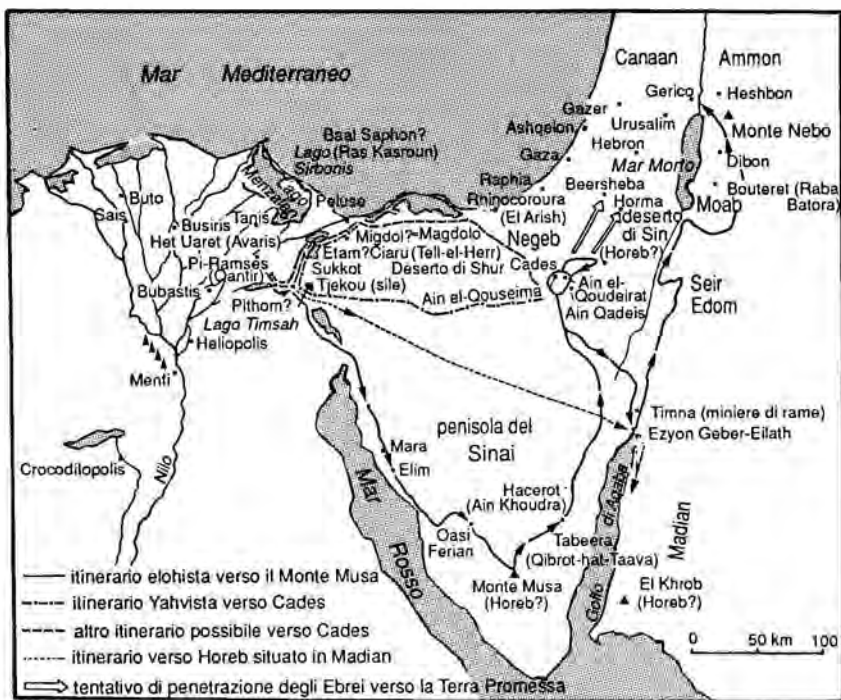 Mar Mediterraneo
Canaan
Ammon
Gerico
Heshbon
Gazer
Ashqelon
Urusalim
Monte Nebo
Hebron
Gaza
Mar Morto
Dibon
Baal Saphon?
Lago (Ras Kasroun)
Sirbonis
Raphia
Beersheba
Bouteret (Raba
Batora)
Rhinocoroura
(El Arish)
Horma
Moab
deserto
di Sin
(Horeb?)
Negeb
Lago
Menzaleh
Peluse
Buto
Sais
Tanis
Busiris
Het Uaret (Avaris)
Migdol?=Magdolo
Etam?
Ciaru (Tell-el-Herr)
Pi-Ramsès
Sukkot
Deserto di Shur
Cades
Bubastis
Tjekou (sile)
Ain el-Qouseima
Ain el-
Qoudeirat
Ain Qadeis
Seir
Edom
Pithom?
Lago Timsah
Heliopolis
Menfi
Timna (miniere di rame)
Ezyon Geber-Eilath
penisola del
Sinai
Mara
Elim
Crocodilopolis
Nilo
Mar
Rosso
Hacerot
(Ain Khoudra)
Oasi
Ferian
Tabeera
(Qibrot-hat-Taava)
Golfo di Aqaba
Madian
Monte Musa
(Horeb?)
El Khrob
(Horeb?)
itinerario elohista verso il Monte Musa
itinerario Yahvista verso Cades
altro itinerario possibile verso Cades
itinerario verso Horeb situato in Madian
tentativo di penetrazione degli Ebrei verso la Terra Promessa
0 50 km 100